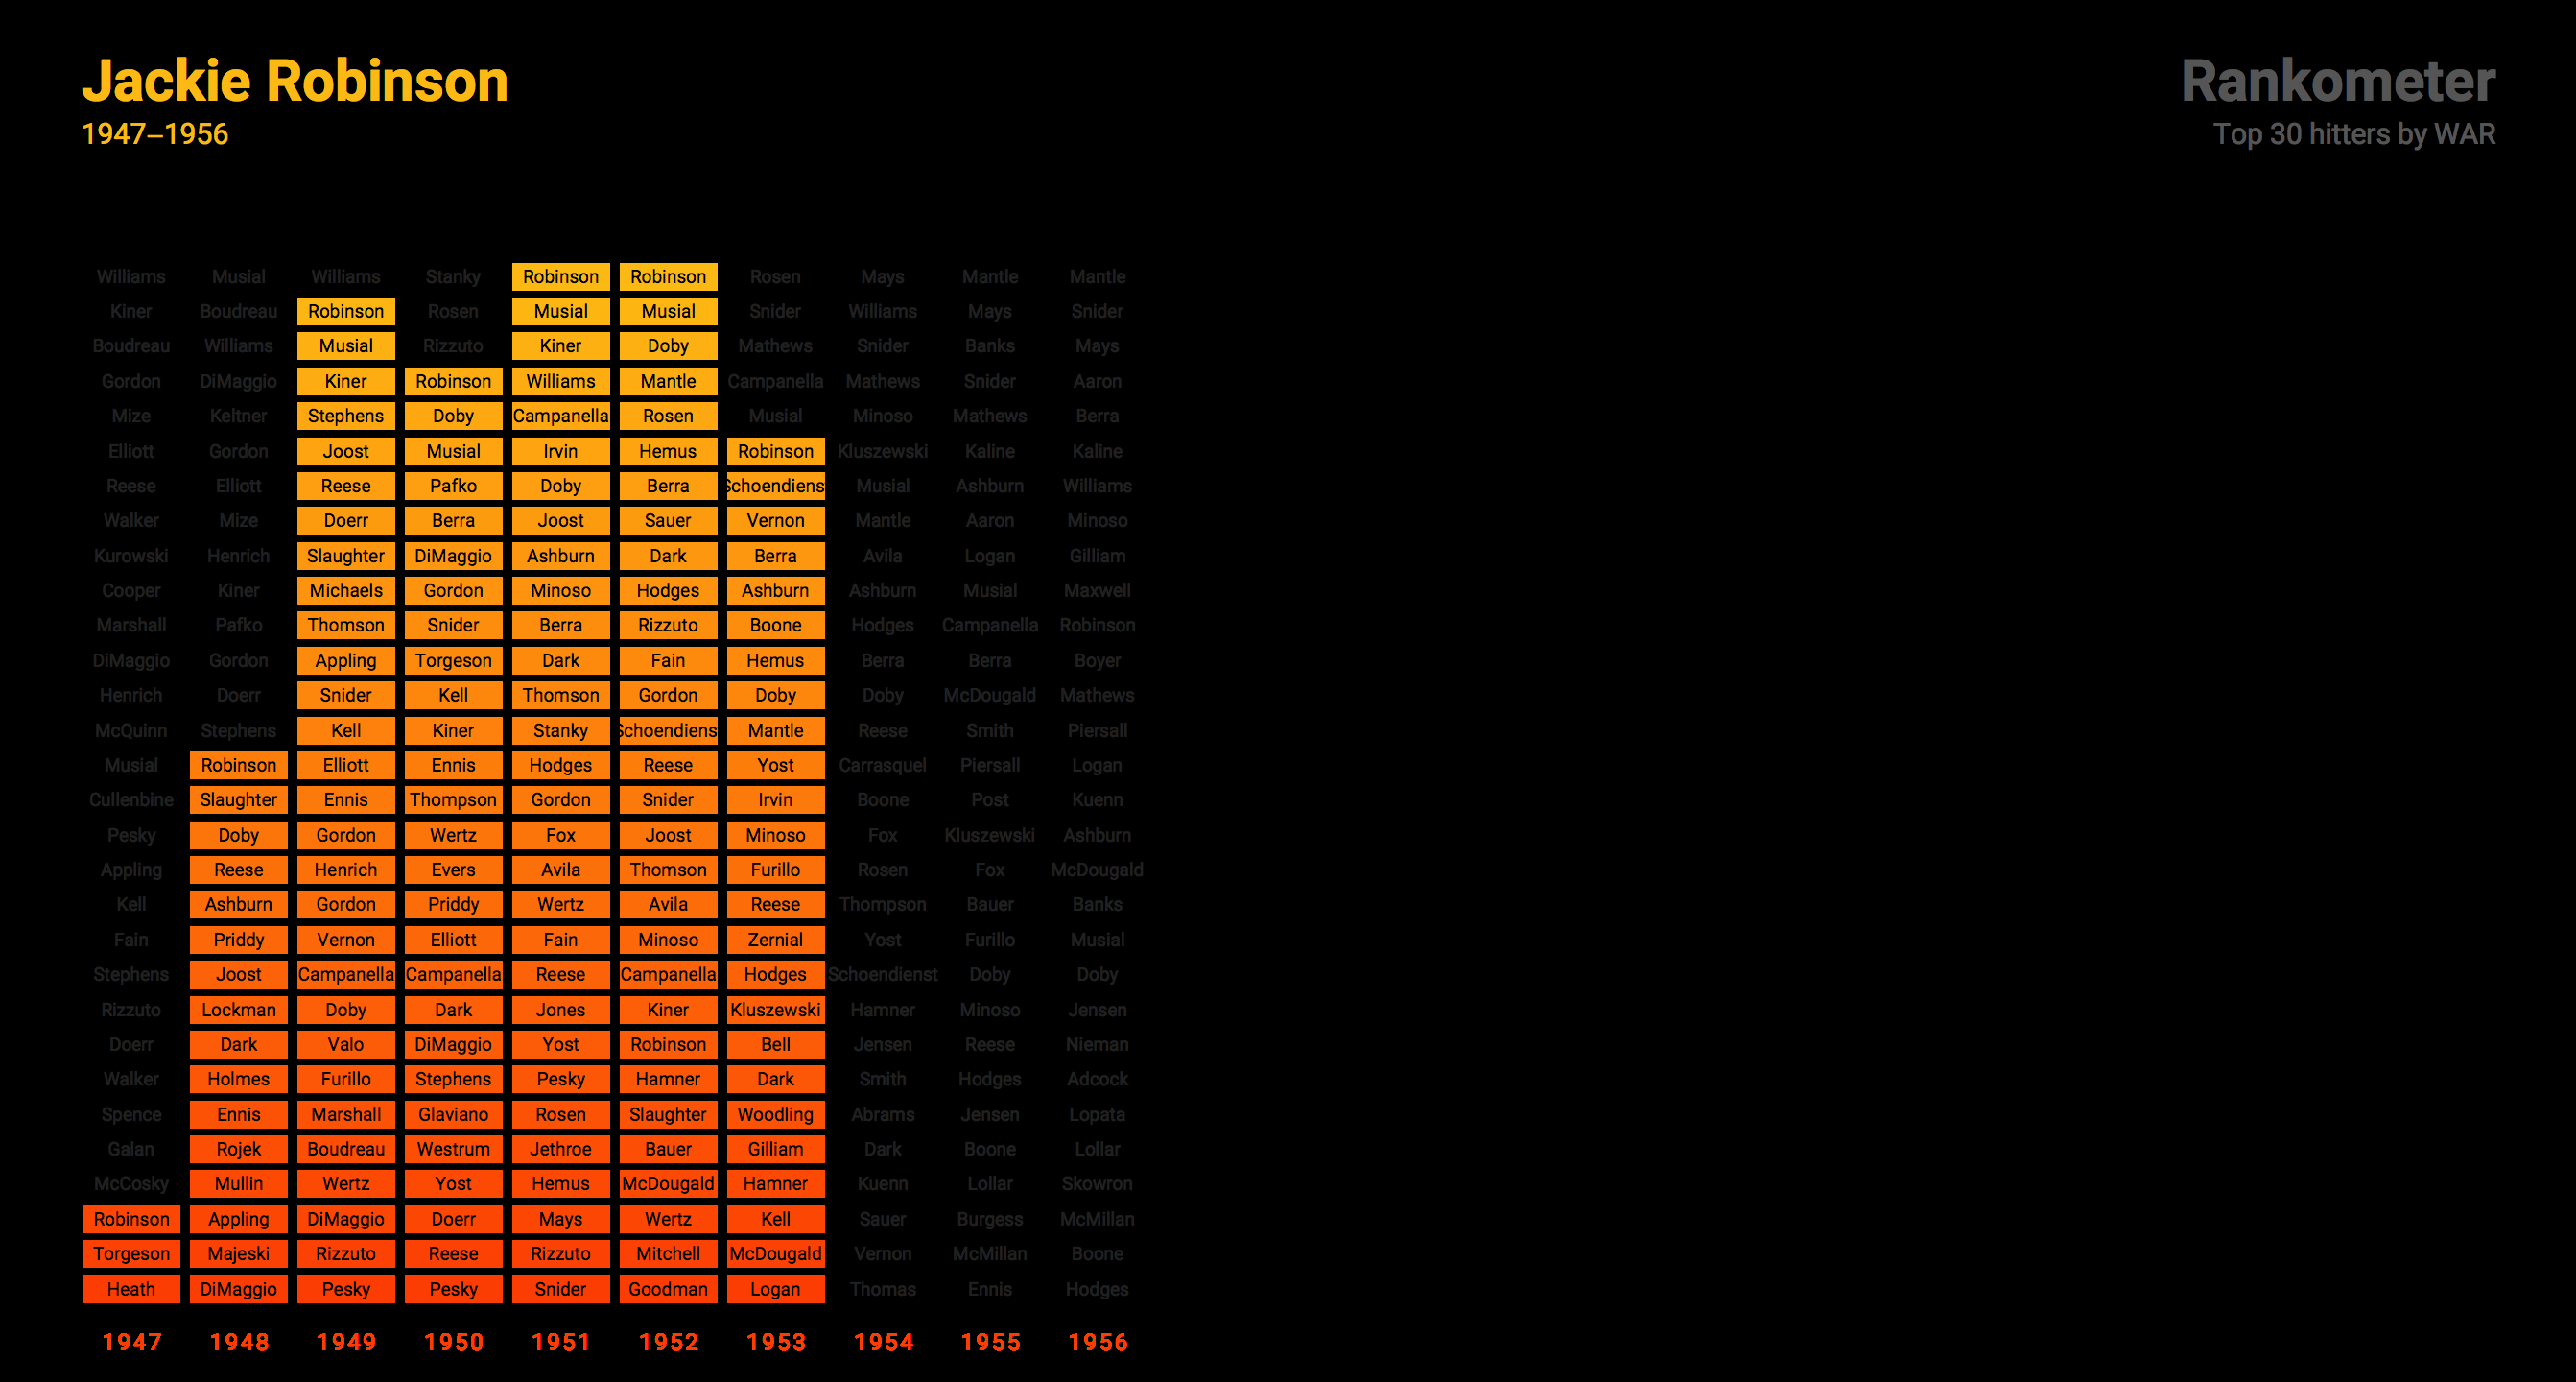 Jackie Robinson
1947–1956
Rankometer
Top 30 hitters by WAR
Williams Musial Williams Stanky Robinson Robinson Rosen Mays Mantle Mantle
Kiner Boudreau Robinson Rosen Musial Musial Snider Williams Mays Snider
Boudreau Williams Musial Rizzuto Kiner Doby Mathews Snider Banks Mays
Gordon DiMaggio Kiner Robinson Williams Mantle Campanella Mathews Snider Aaron
Mize Keltner Stephens Doby Campanella Rosen Musial Minoso Mathews Berra
Elliott Gordon Joost Musial Irvin Hemus Robinson Kluszewski Kaline Kaline
Reese Elliott Reese Pafko Doby Berra Schoendiens Musial Ashburn Williams
Walker Mize Doerr Berra Joost Sauer Vernon Mantle Aaron Minoso
Kurowski Henrich Slaughter DiMaggio Ashburn Dark Berra Avila Logan Gilliam
Cooper Kiner Michaels Gordon Minoso Hodges Ashburn Ashburn Musial Maxwell
Marshall Pafko Thomson Snider Berra Rizzuto Boone Hodges Campanella Robinson
DiMaggio Gordon Appling Torgeson Dark Fain Hemus Berra Berra Boyer
Henrich Doerr Snider Kell Thomson Gordon Doby Doby McDougald Mathews
McQuinn Stephens Kell Kiner Stanky Schoendiens Mantle Reese Smith Piersall
Musial Robinson Elliott Ennis Hodges Reese Yost Carrasquel Piersall Logan
Cullenbine Slaughter Ennis Thompson Gordon Snider Irvin Boone Post Kuenn
Pesky Doby Gordon Wertz Fox Joost Minoso Fox Kluszewski Ashburn
Appling Reese Henrich Evers Avila Thomson Furillo Rosen Fox McDougald
Kell Ashburn Gordon Priddy Wertz Avila Reese Thompson Bauer Banks
Fain Priddy Vernon Elliott Fain Minoso Zernial Yost Furillo Musial
Stephens Joost Campanella Campanella Reese Campanella Hodges Schoendienst Doby Doby
Rizzuto Lockman Doby Dark Jones Kiner Kluszewski Hamner Minoso Jensen
Doerr Dark Valo DiMaggio Yost Robinson Bell Jensen Reese Nieman
Walker Holmes Furillo Stephens Pesky Hamner Dark Smith Hodges Adcock
Spence Ennis Marshall Glaviano Rosen Slaughter Woodling Abrams Jensen Lopata
Galan Rojek Boudreau Westrum Jethroe Bauer Gilliam Dark Boone Lollar
McCosky Mullin Wertz Yost Hemus McDougald Hamner Kuenn Lollar Skowron
Robinson Appling DiMaggio Doerr Mays Wertz Kell Sauer Burgess McMillan
Torgeson Majeski Rizzuto Reese Rizzuto Mitchell McDougald Vernon McMillan Boone
Heath DiMaggio Pesky Pesky Snider Goodman Logan Thomas Ennis Hodges
1947 1948 1949 1950 1951 1952 1953 1954 1955 1956